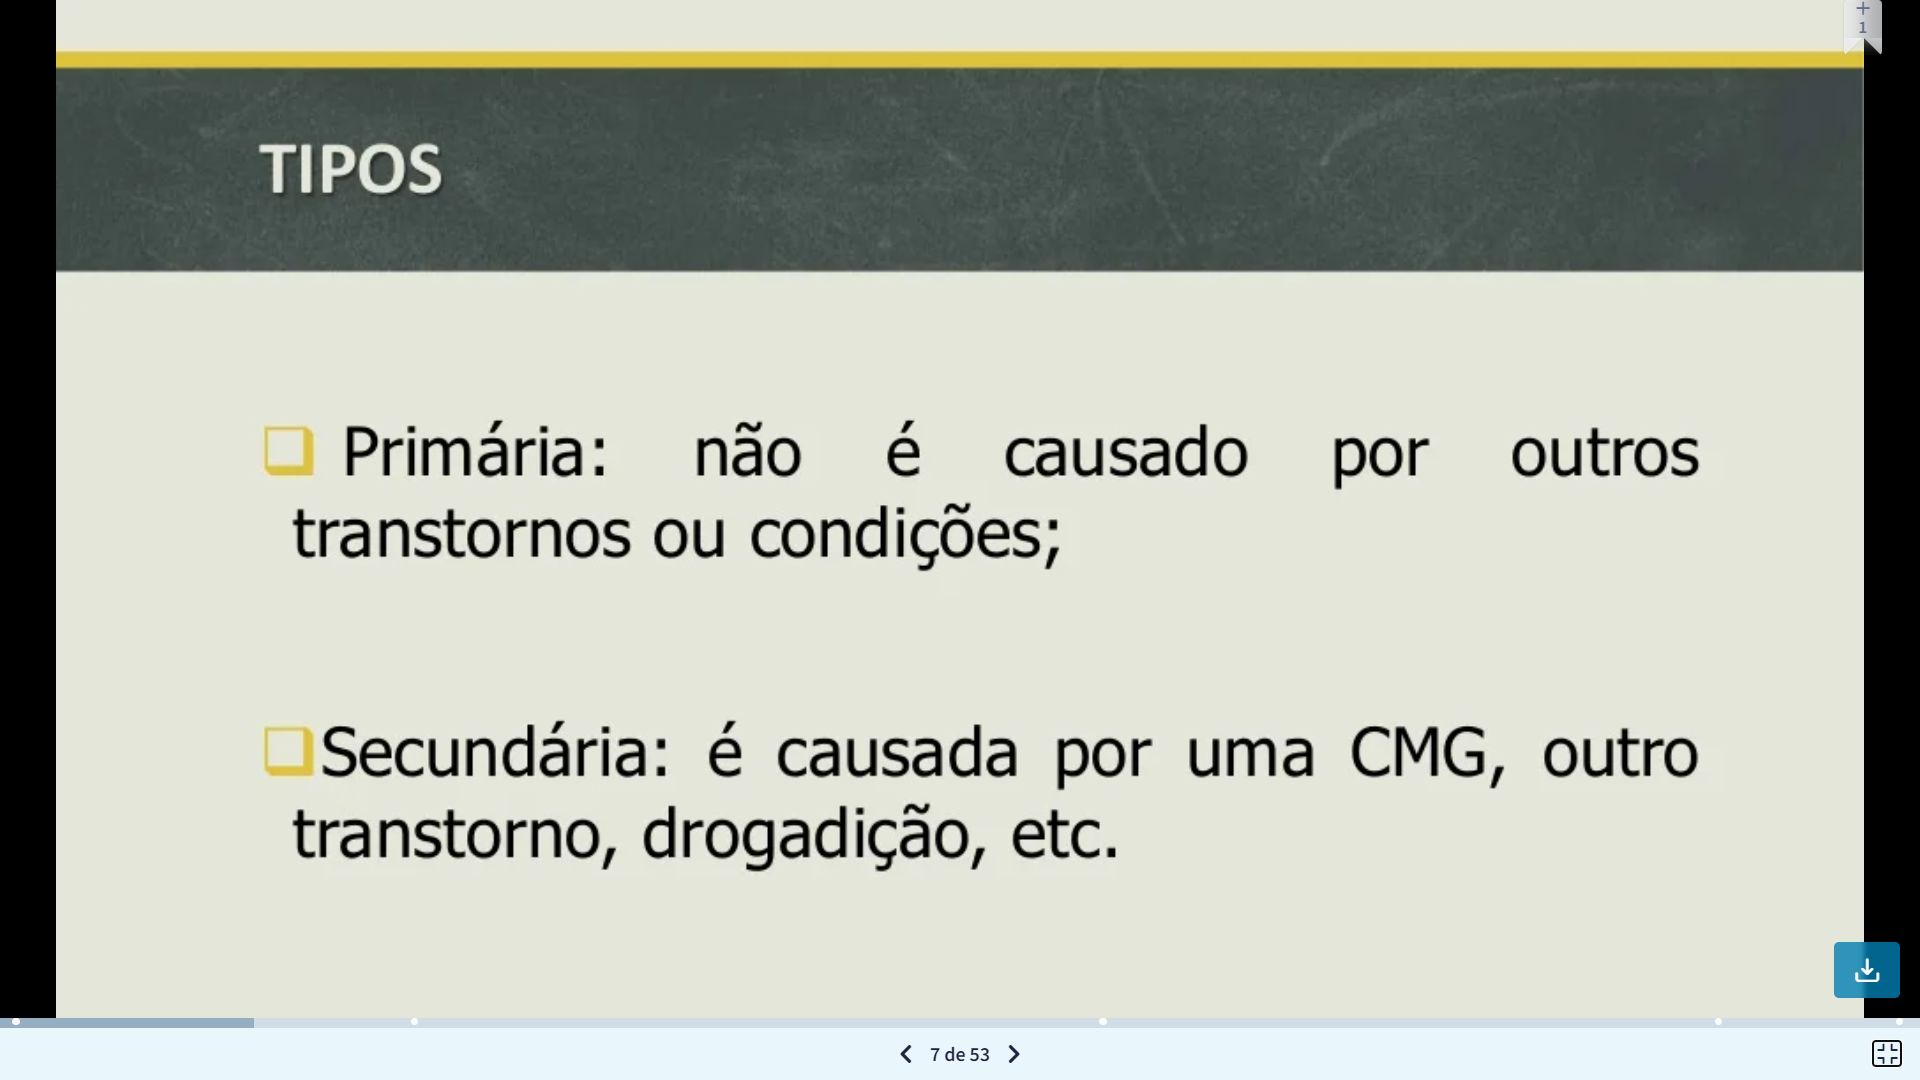 +
1
TIPOS
Primária: não é causado por outros
transtornos ou condições;
Secundária: é causada por uma CMG, outro
transtorno, drogadição, etc.
7 de 53